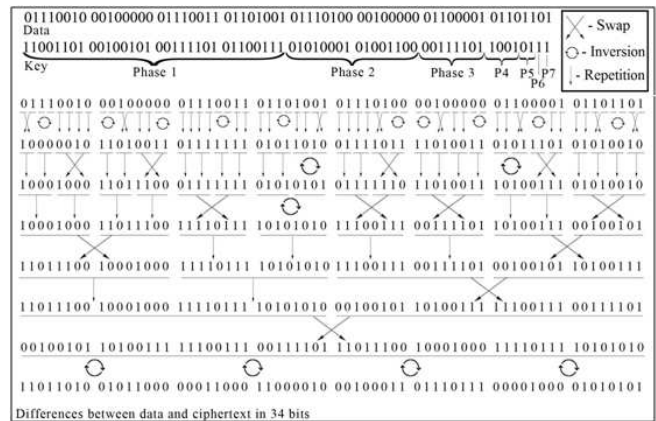 01110010 00100000 01110011 01101001 01110100 00100000 01100001 01101101
Data
11001101 00100101 00111101 01100111 01010001 01001100 00111101 10010111
Key
Phase 1 Phase 2 Phase 3 P4 P5 P6 P7
- Swap
- Inversion
- Repetition
01110010 00100000 01110011 01101001 01110100 00100000 01100001 01101101
10000010 11010011 01111111 01011010 01111011 11010011 01011101 01010010
10001000 11011100 01111111 01010101 01111110 11010011 10100111 01010010
10001000 11011100 11110111 10101010 11100111 00111101 10100111 00100101
11011100 10001000 11110111 10101010 11100111 00111101 00100101 10100111
11011100 10001000 11110111 10101010 00100101 10100111 11100111 00111101
00100101 10100111 11100111 00111101 11011100 10001000 11110111 10101010
11011010 01011000 00011000 11000010 00100011 01110111 00001000 01010101
Differences between data and ciphertext in 34 bits